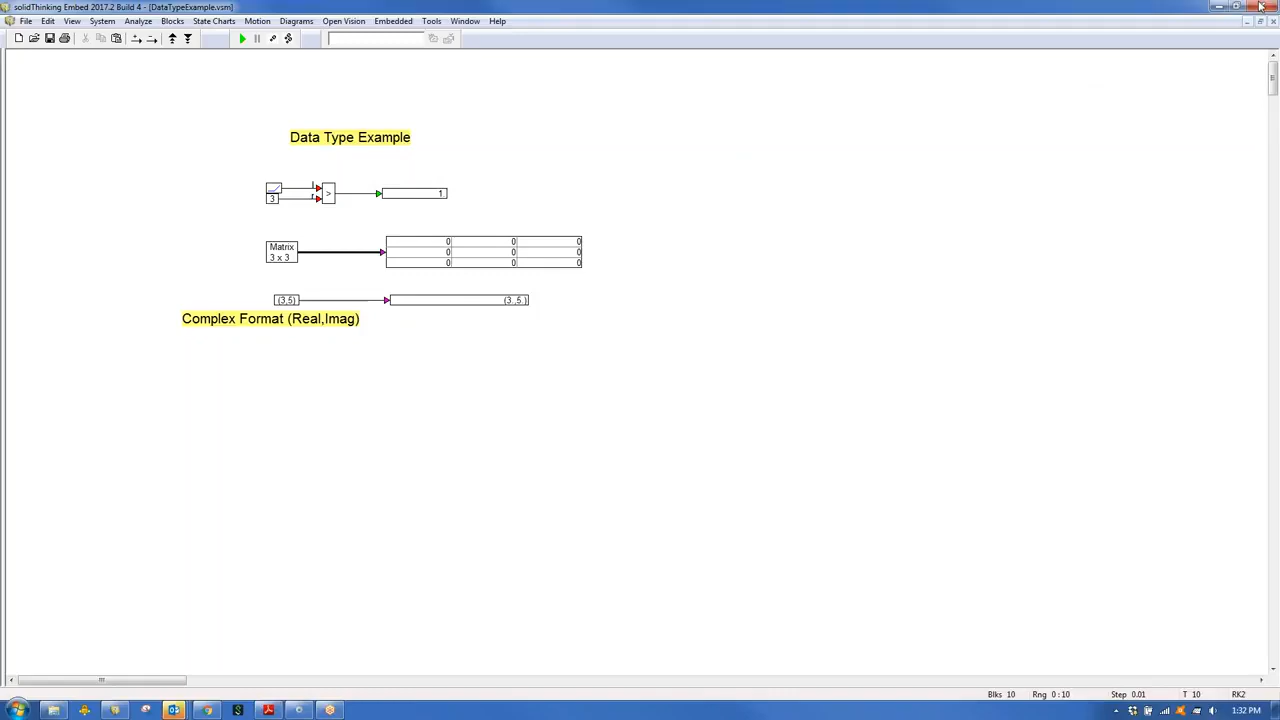 solidThinking Embed 2017.2 Build 4 - [DataTypeExample.vsm]
File Edit View System Analyze Blocks State Charts Motion Diagrams Open Vision Embedded Tools Window Help
Data Type Example
l
r
3
>
1.
Matrix
3 x 3
0 0 0
0 0 0
0 0 0
(3,5)
(3.,5.)
Complex Format (Real,Imag)
Blks 10 Rng 0 : 10 Step 0.01 T 10 RK2
1:32 PM